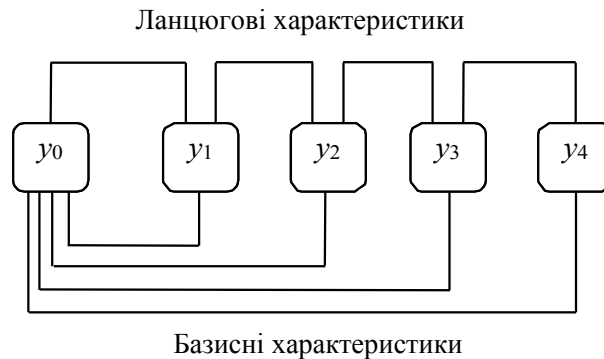 Ланцюгові характеристики
y0 y1 y2 y3 y4
Базисні характеристики